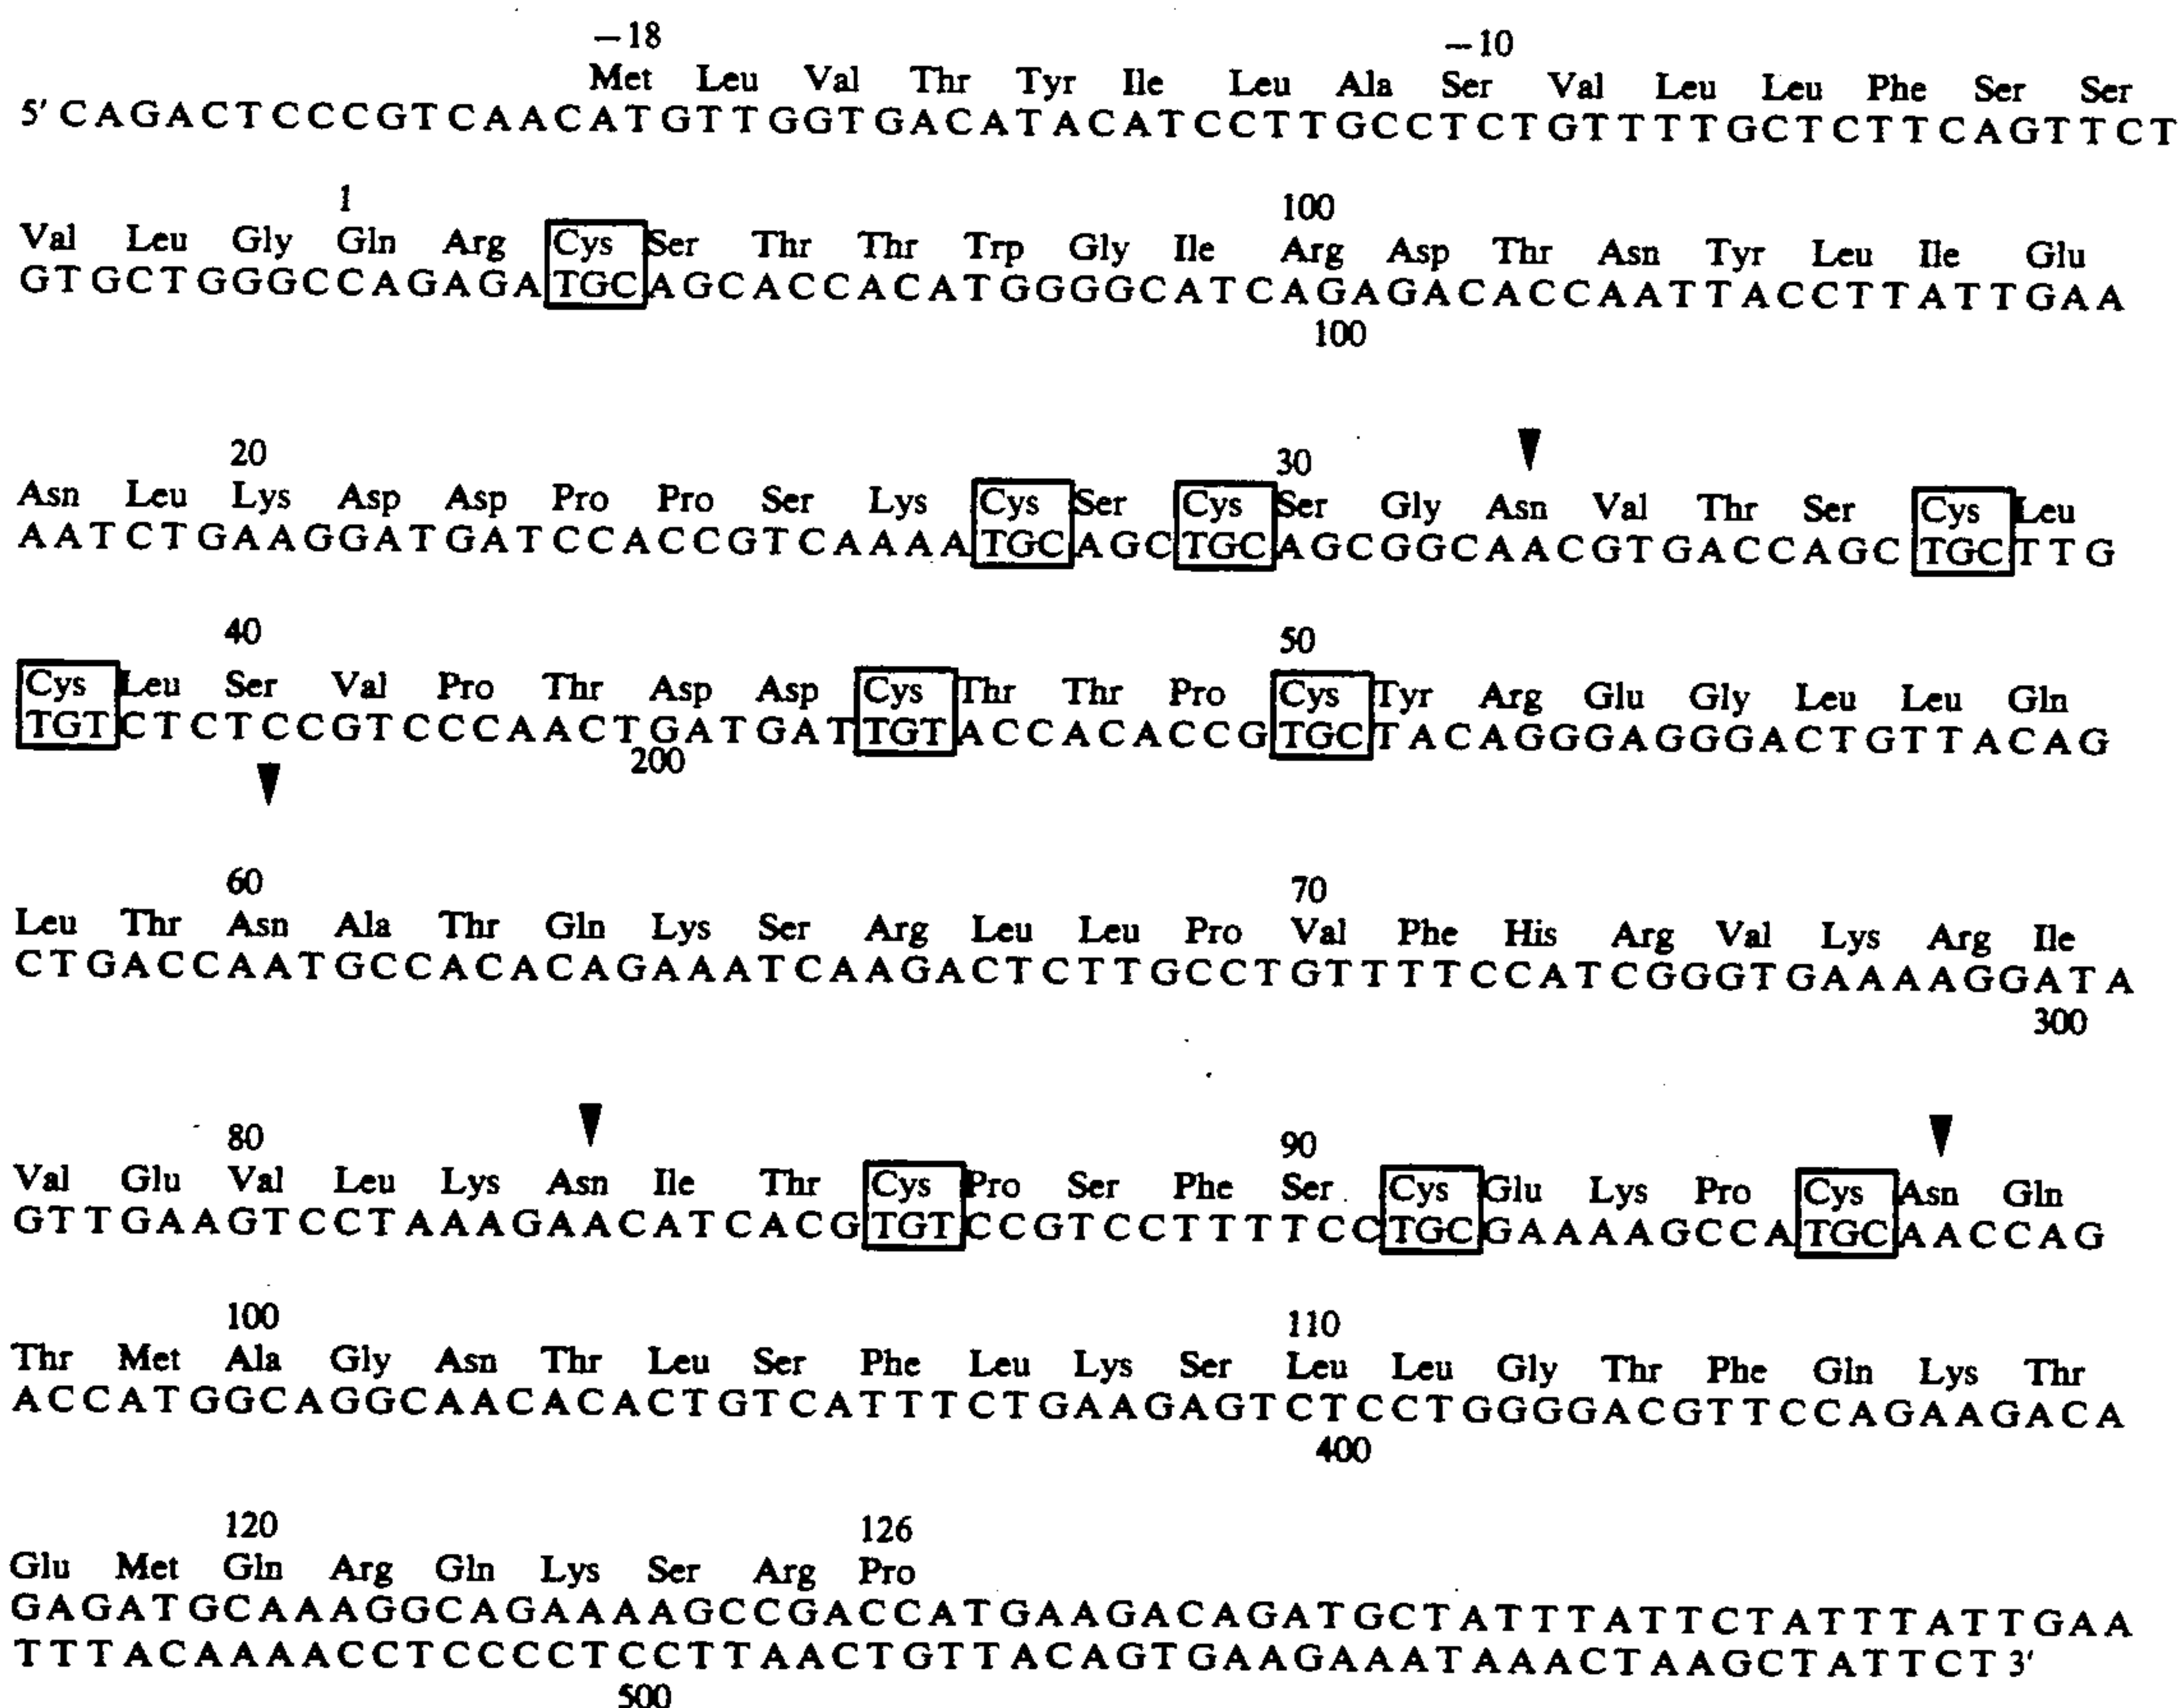 −18 −10
Met Leu Val Thr Tyr Ile Leu Ala Ser Val Leu Leu Phe Ser Ser
5′ CAGACTCCCGTCAACATGTTGGTGACATACATCCTTGCCTCTGTTTTGCTCTTCAGTTCT
1 100
Val Leu Gly Gln Arg Cys Ser Thr Thr Trp Gly Ile Arg Asp Thr Asn Tyr Leu Ile Glu
GTGCTGGGCCAGAGATGCAGCACCACATGGGGCATCAGAGACACCAATTACCTTATTGAA
100
20 30
Asn Leu Lys Asp Asp Pro Pro Ser Lys Cys Ser Cys Ser Gly Asn Val Thr Ser Cys Leu
AATCTGAAGGATGATCCACCGTCAAAATGCAGCTGCAGCGGCAACGTGACCAGCTGCTTG
40 50
Cys Leu Ser Val Pro Thr Asp Asp Cys Thr Thr Pro Cys Tyr Arg Glu Gly Leu Leu Gln
TGTCTCTCCGTCCCAACTGATGATTGTACCACACCGTGCTACAGGGAGGGACTGTTACAG
200
60 70
Leu Thr Asn Ala Thr Gln Lys Ser Arg Leu Leu Pro Val Phe His Arg Val Lys Arg Ile
CTGACCAATGCCACACAGAAATCAAGACTCTTGCCTGTTTTCCATCGGGTGAAAAGGATA
300
80 90
Val Glu Val Leu Lys Asn Ile Thr Cys Pro Ser Phe Ser Cys Glu Lys Pro Cys Asn Gln
GTTGAAGTCCTAAAGAACATCACGTGTCCGTCCTTTTCCTGCGAAAAGCCATGCAACCAG
100 110
Thr Met Ala Gly Asn Thr Leu Ser Phe Leu Lys Ser Leu Leu Gly Thr Phe Gln Lys Thr
ACCATGGCAGGCAACACACTGTCATTTCTGAAGAGTCTCCTGGGGACGTTCCAGAAGACA
400
120 126
Glu Met Gln Arg Gln Lys Ser Arg Pro
GAGATGCAAAGGCAGAAAAGCCGACCATGAAGACAGATGCTATTTATTCTATTTATTGAA
TTTACAAAACCTCCCCTCCTTAACTGTTACAGTGAAGAAATAAACTAAGCTATTCT 3′
500